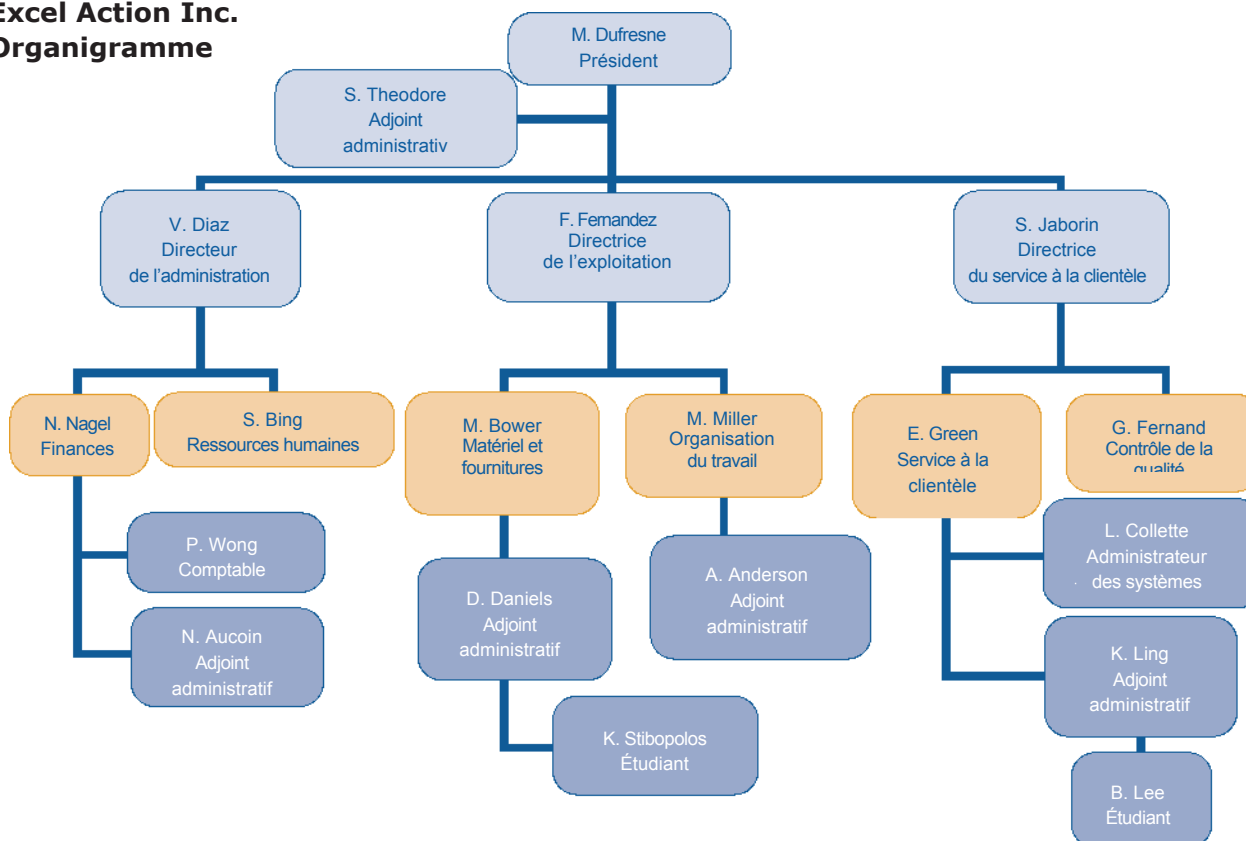 Excel Action Inc.
Organigramme
M. Dufresne
Président
S. Theodore
Adjoint
administrativ
V. Diaz
Directeur
de l'administration
F. Fernandez
Directrice
de l'exploitation
S. Jaborin
Directrice
du service à la clientèle
N. Nagel
Finances
S. Bing
Ressources humaines
M. Bower
Matériel et
fournitures
M. Miller
Organisation
du travail
E. Green
Service à la
clientèle
G. Fernand
Contrôle de la
qualité
P. Wong
Comptable
N. Aucoin
Adjoint
administratif
D. Daniels
Adjoint
administratif
K. Stibopolos
Étudiant
A. Anderson
Adjoint
administratif
L. Collette
Administrateur
des systèmes
K. Ling
Adjoint
administratif
B. Lee
Étudiant